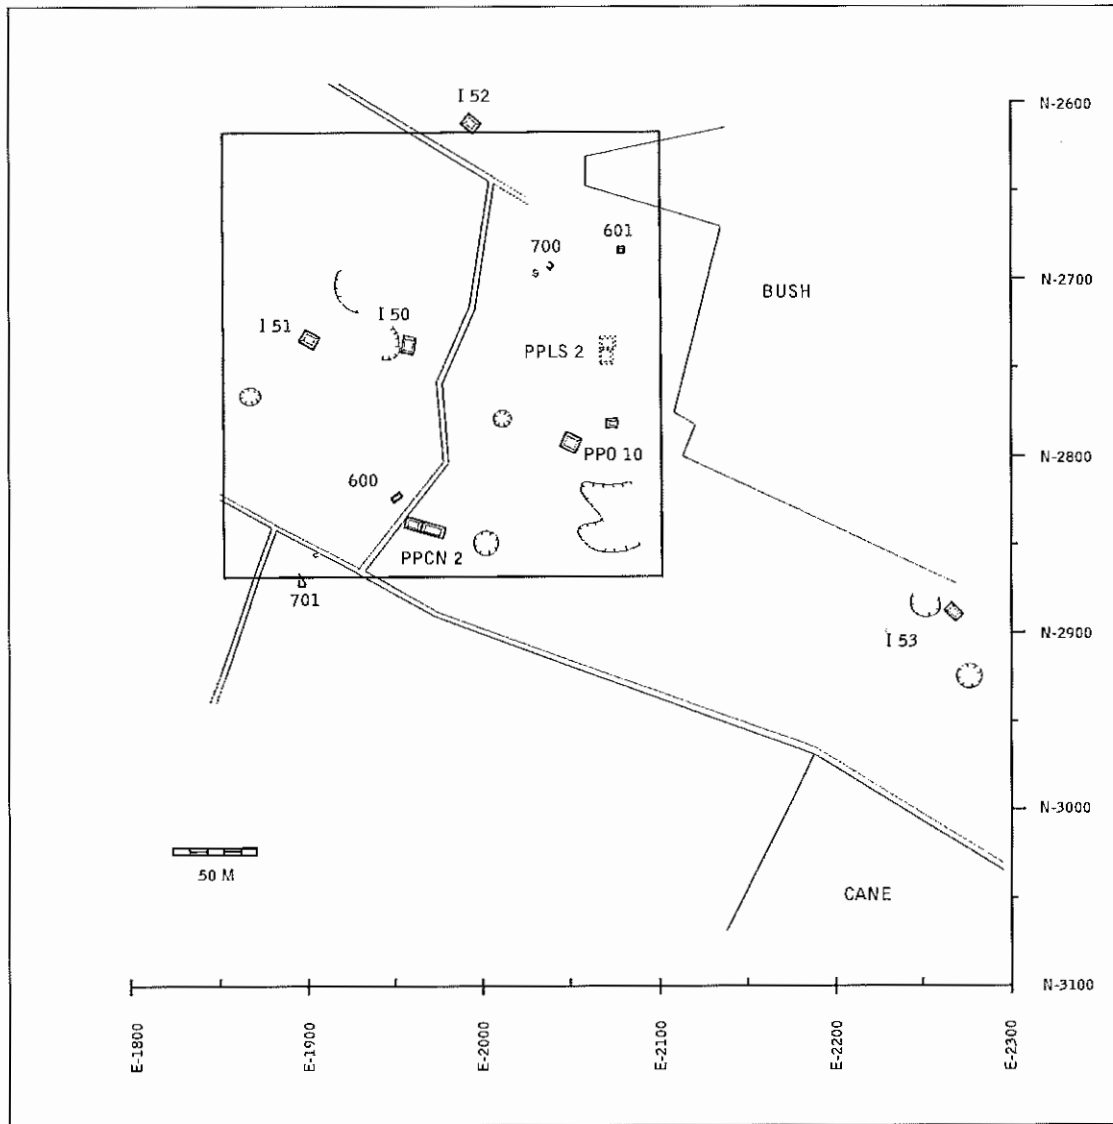 I 52
N-2600
601
700
N-2700
BUSH
I 51
I 50
PPLS 2
N-2800
PPO 10
600
PPCN 2
701
N-2900
I 53
N-3000
50 M
CANE
N-3100
E-1800
E-1900
E-2000
E-2100
E-2200
E-2300